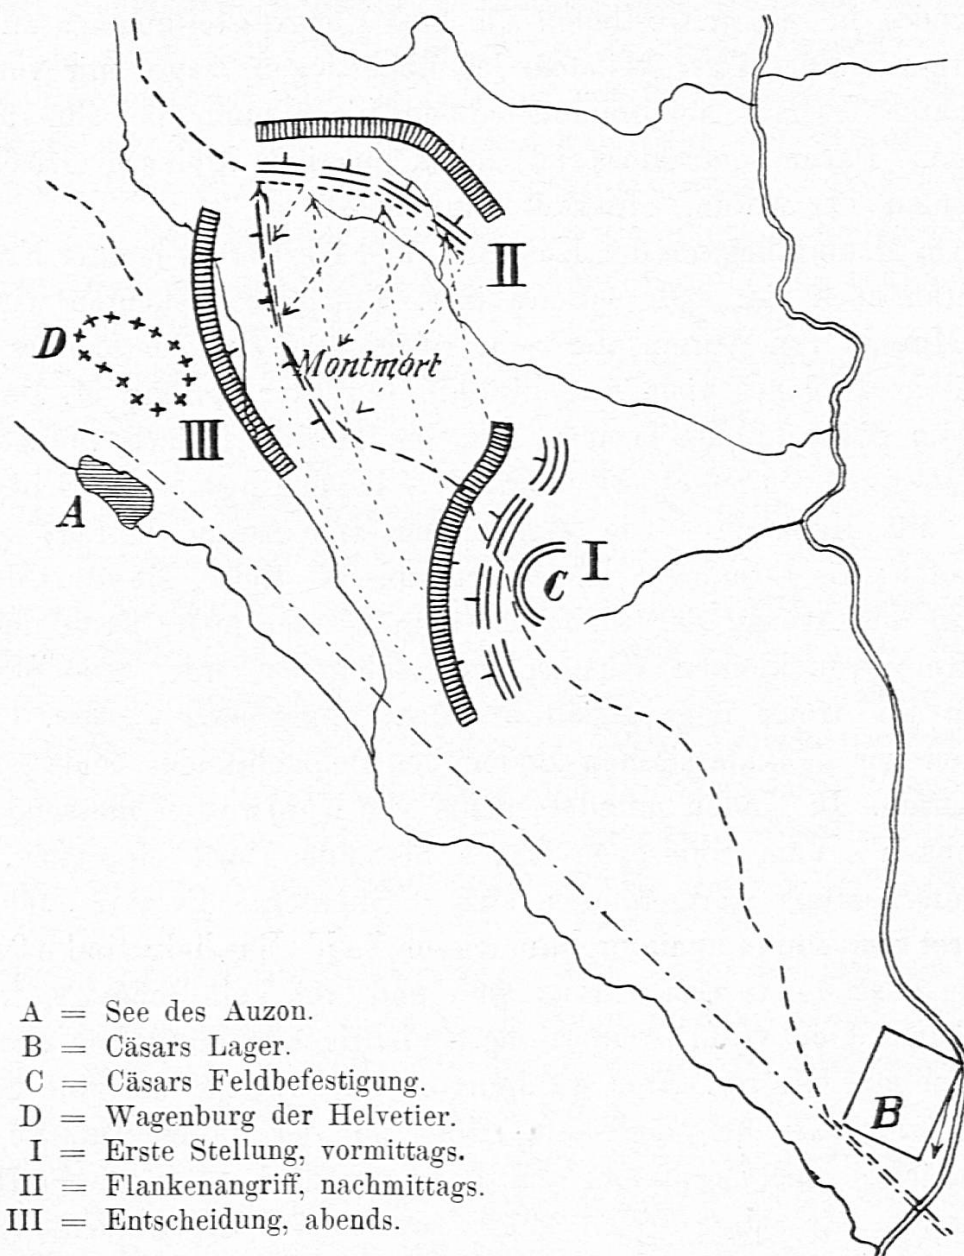 II
D
Montmort
III
A
I
C
B
A = See des Auzon.
B = Cäsars Lager.
C = Cäsars Feldbefestigung.
D = Wagenburg der Helvetier.
I = Erste Stellung, vormittags.
II = Flankenangriff, nachmittags.
III = Entscheidung, abends.